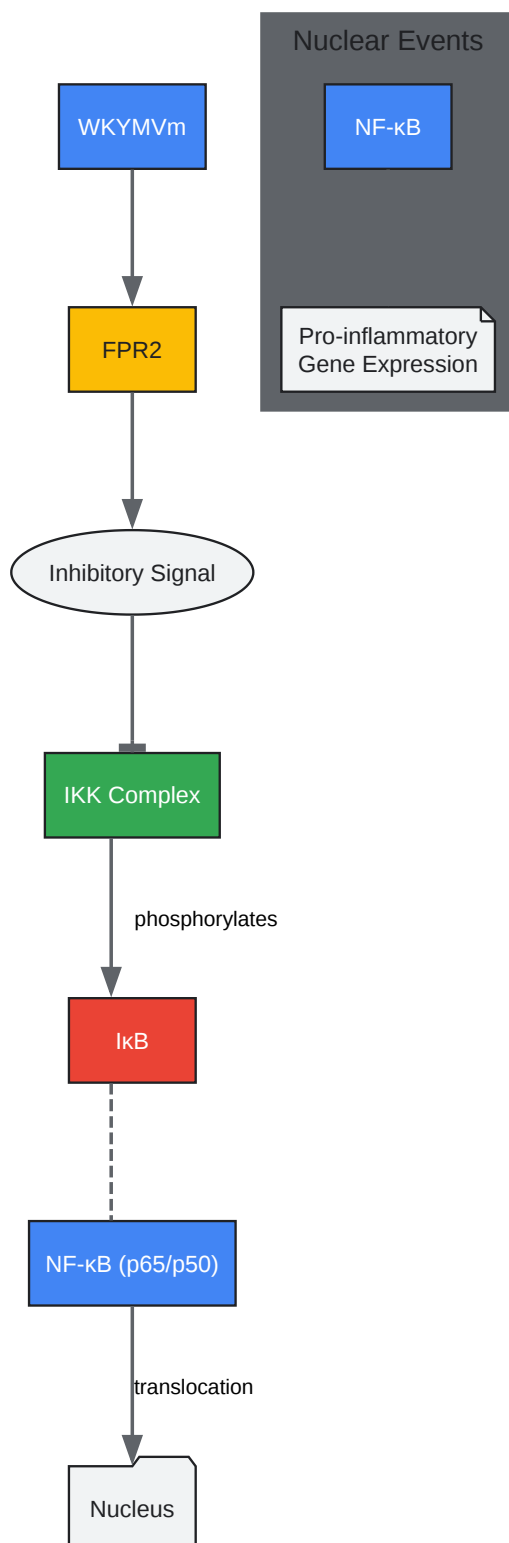 Nuclear Events
WKYMVm
NF-κB
FPR2
Pro-inflammatory
Gene Expression
Inhibitory Signal
IKK Complex
phosphorylates
IκB
NF-κB (p65/p50)
translocation
Nucleus